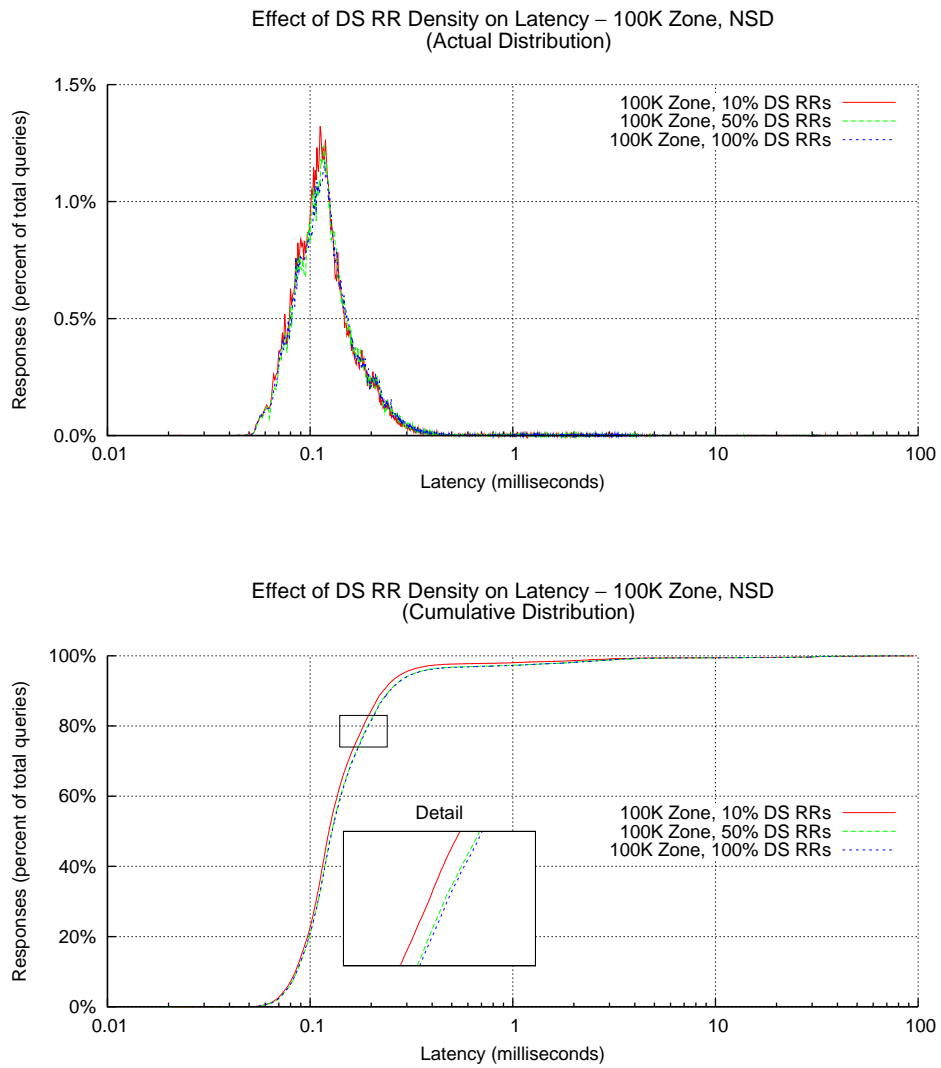 Effect of DS RR Density on Latency – 100K Zone, NSD
(Actual Distribution)
Responses (percent of total queries)
1.5%
1.0%
0.5%
0.0%
100K Zone, 10% DS RRs
100K Zone, 50% DS RRs
100K Zone, 100% DS RRs
0.01
0.1
1
10
100
Latency (milliseconds)
Effect of DS RR Density on Latency – 100K Zone, NSD
(Cumulative Distribution)
Responses (percent of total queries)
100%
80%
60%
40%
20%
0%
Detail
100K Zone, 10% DS RRs
100K Zone, 50% DS RRs
100K Zone, 100% DS RRs
0.01
0.1
1
10
100
Latency (milliseconds)